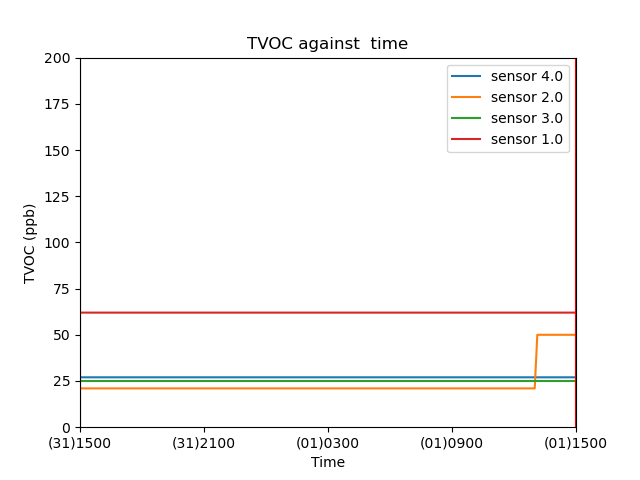 TVOC against  time
200
175
150
125
100
75
50
25
0
TVOC (ppb)
sensor 4.0
sensor 2.0
sensor 3.0
sensor 1.0
(31)1500
(31)2100
(01)0300
(01)0900
(01)1500
Time